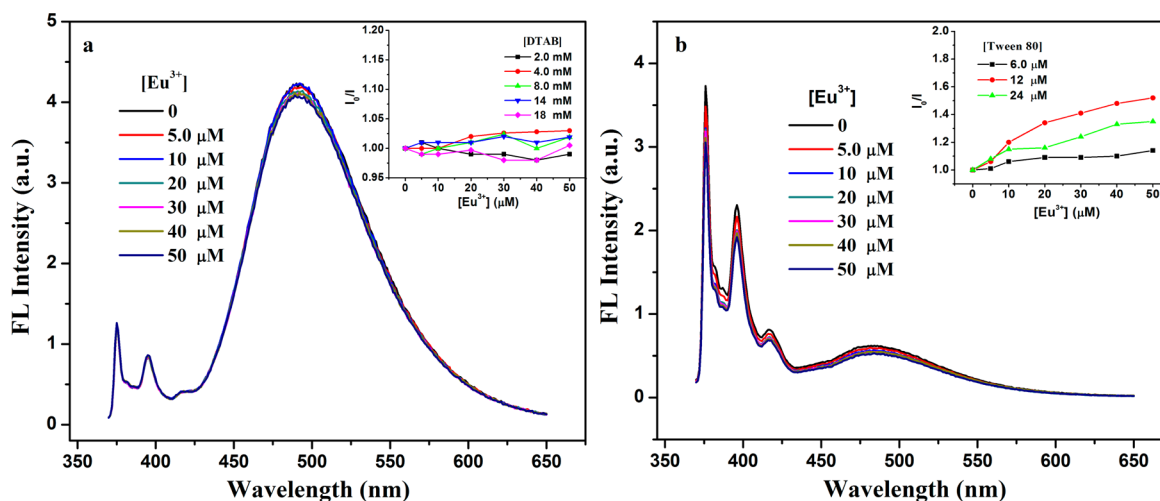 a
[Eu³⁺]
0
5.0 μM
10 μM
20 μM
30 μM
40 μM
50 μM
FL Intensity (a.u.)
5
4
3
2
1
0
350 400 450 500 550 600 650
Wavelength (nm)
[DTAB]
2.0 mM
4.0 mM
8.0 mM
14 mM
18 mM
I₀/I
1.20
1.15
1.10
1.05
1.00
0.95
0 10 20 30 40 50
[Eu³⁺] (μM)
b
[Eu³⁺]
0
5.0 μM
10 μM
20 μM
30 μM
40 μM
50 μM
FL Intensity (a.u.)
4
3
2
1
0
350 400 450 500 550 600 650
Wavelength (nm)
[Tween 80]
6.0 μM
12 μM
24 μM
I₀/I
2.0
1.8
1.6
1.4
1.2
1.0
0 10 20 30 40 50
[Eu³⁺] (μM)